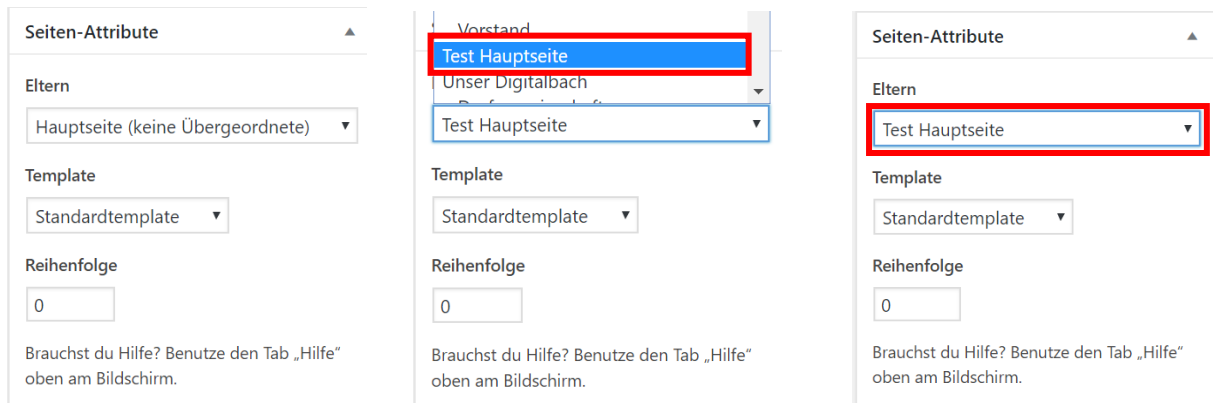 Seiten-Attribute
Eltern
Hauptseite (keine Übergeordnete)
Template
Standardtemplate
Reihenfolge
0
Brauchst du Hilfe? Benutze den Tab „Hilfe“
oben am Bildschirm.
Vorstand
Test Hauptseite
Unser Digitalbach
Test Hauptseite
Template
Standardtemplate
Reihenfolge
0
Brauchst du Hilfe? Benutze den Tab „Hilfe“
oben am Bildschirm.
Seiten-Attribute
Eltern
Test Hauptseite
Template
Standardtemplate
Reihenfolge
0
Brauchst du Hilfe? Benutze den Tab „Hilfe“
oben am Bildschirm.